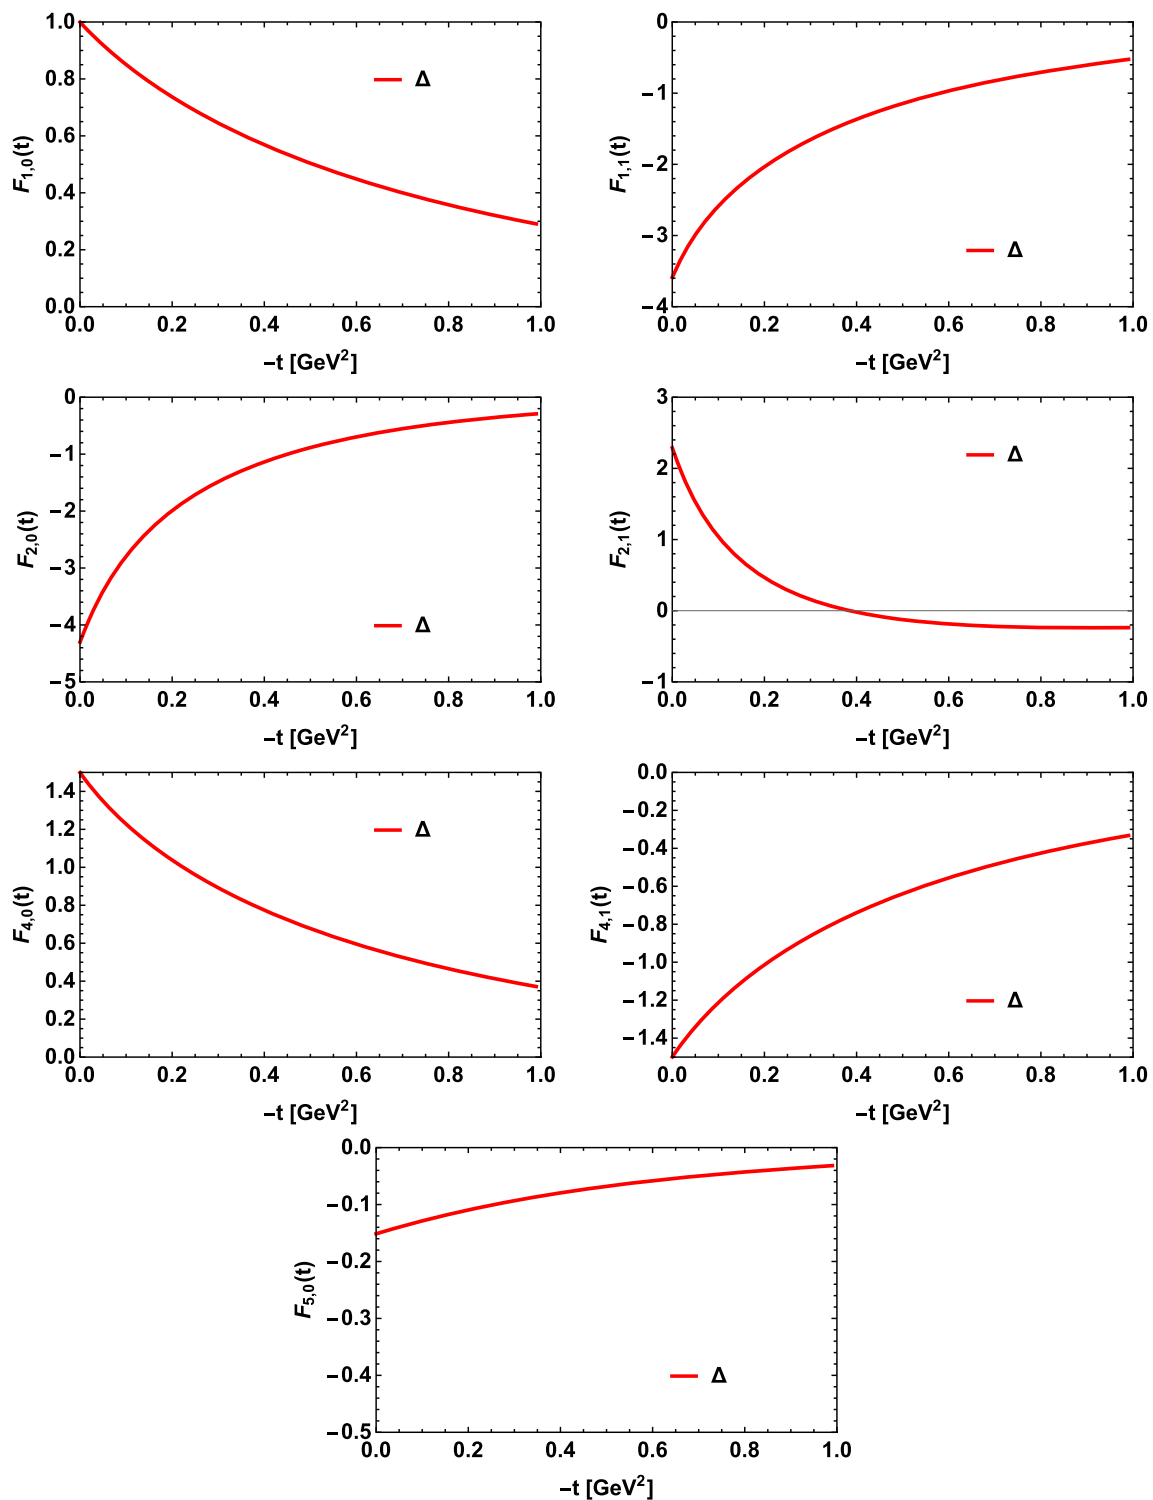 1.0
0.8
0.6
0.4
0.2
0.0
F1,0(t)
Δ
0.0 0.2 0.4 0.6 0.8 1.0
−t [GeV²]
0
−1
−2
−3
−4
F1,1(t)
Δ
0.0 0.2 0.4 0.6 0.8 1.0
−t [GeV²]
0
−1
−2
−3
−4
−5
F2,0(t)
Δ
0.0 0.2 0.4 0.6 0.8 1.0
−t [GeV²]
3
2
1
0
−1
F2,1(t)
Δ
0.0 0.2 0.4 0.6 0.8 1.0
−t [GeV²]
1.4
1.2
1.0
0.8
0.6
0.4
0.2
0.0
F4,0(t)
Δ
0.0 0.2 0.4 0.6 0.8 1.0
−t [GeV²]
0.0
−0.2
−0.4
−0.6
−0.8
−1.0
−1.2
−1.4
F4,1(t)
Δ
0.0 0.2 0.4 0.6 0.8 1.0
−t [GeV²]
0.0
−0.1
−0.2
−0.3
−0.4
−0.5
F5,0(t)
Δ
0.0 0.2 0.4 0.6 0.8 1.0
−t [GeV²]